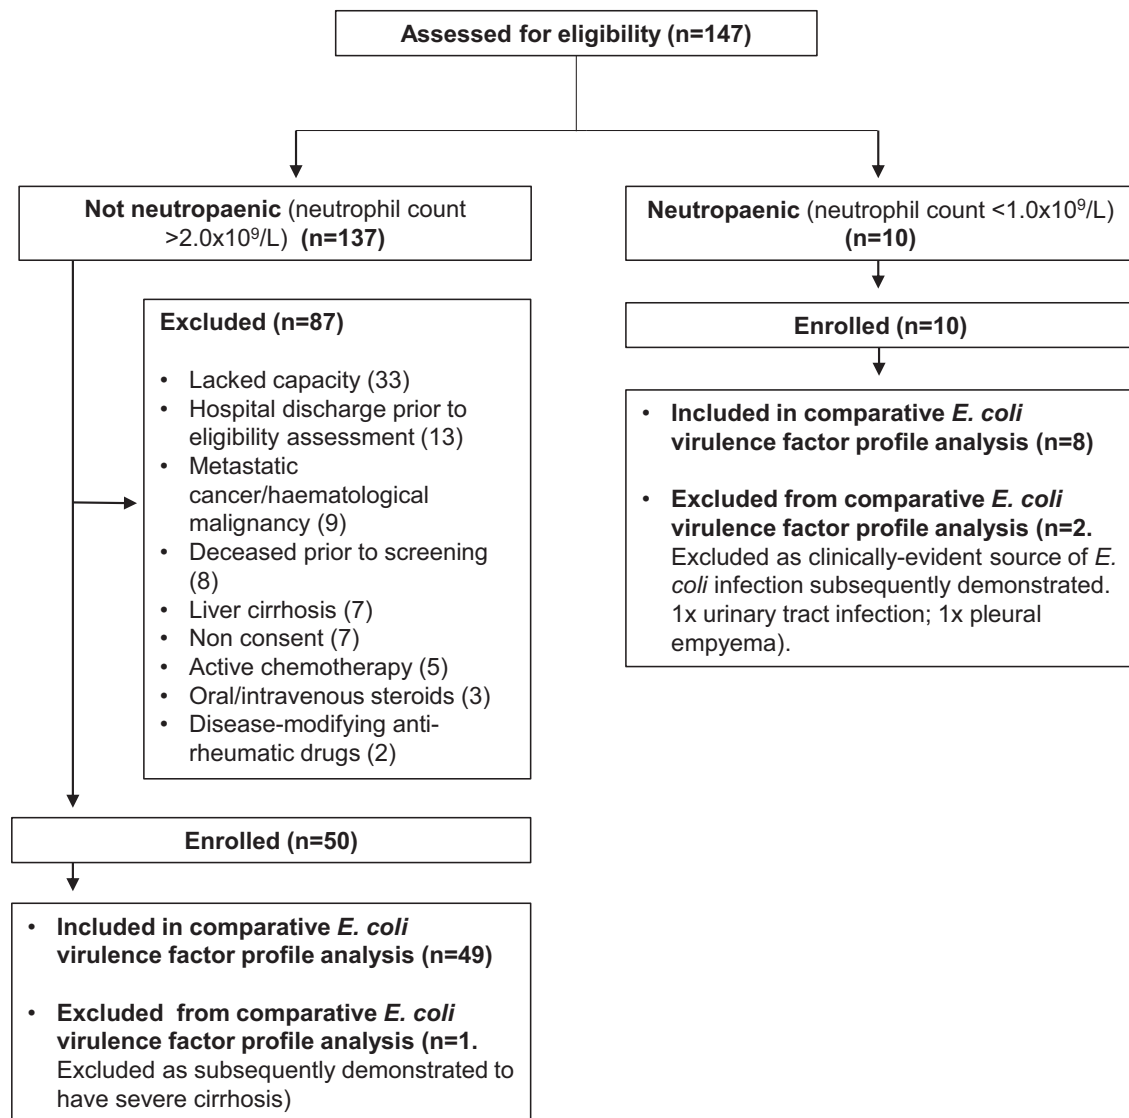 Assessed for eligibility (n=147)
Not neutropaenic (neutrophil count
>2.0x10⁹/L) (n=137)
Neutropaenic (neutrophil count <1.0x10⁹/L)
(n=10)
Excluded (n=87)
• Lacked capacity (33)
• Hospital discharge prior to
eligibility assessment (13)
• Metastatic
cancer/haematological
malignancy (9)
• Deceased prior to screening
(8)
• Liver cirrhosis (7)
• Non consent (7)
• Active chemotherapy (5)
• Oral/intravenous steroids (3)
• Disease-modifying anti-
rheumatic drugs (2)
Enrolled (n=10)
• Included in comparative E. coli
virulence factor profile analysis (n=8)
• Excluded from comparative E. coli
virulence factor profile analysis (n=2.
Excluded as clinically-evident source of E.
coli infection subsequently demonstrated.
1x urinary tract infection; 1x pleural
empyema).
Enrolled (n=50)
• Included in comparative E. coli
virulence factor profile analysis (n=49)
• Excluded from comparative E. coli
virulence factor profile analysis (n=1.
Excluded as subsequently demonstrated to
have severe cirrhosis)